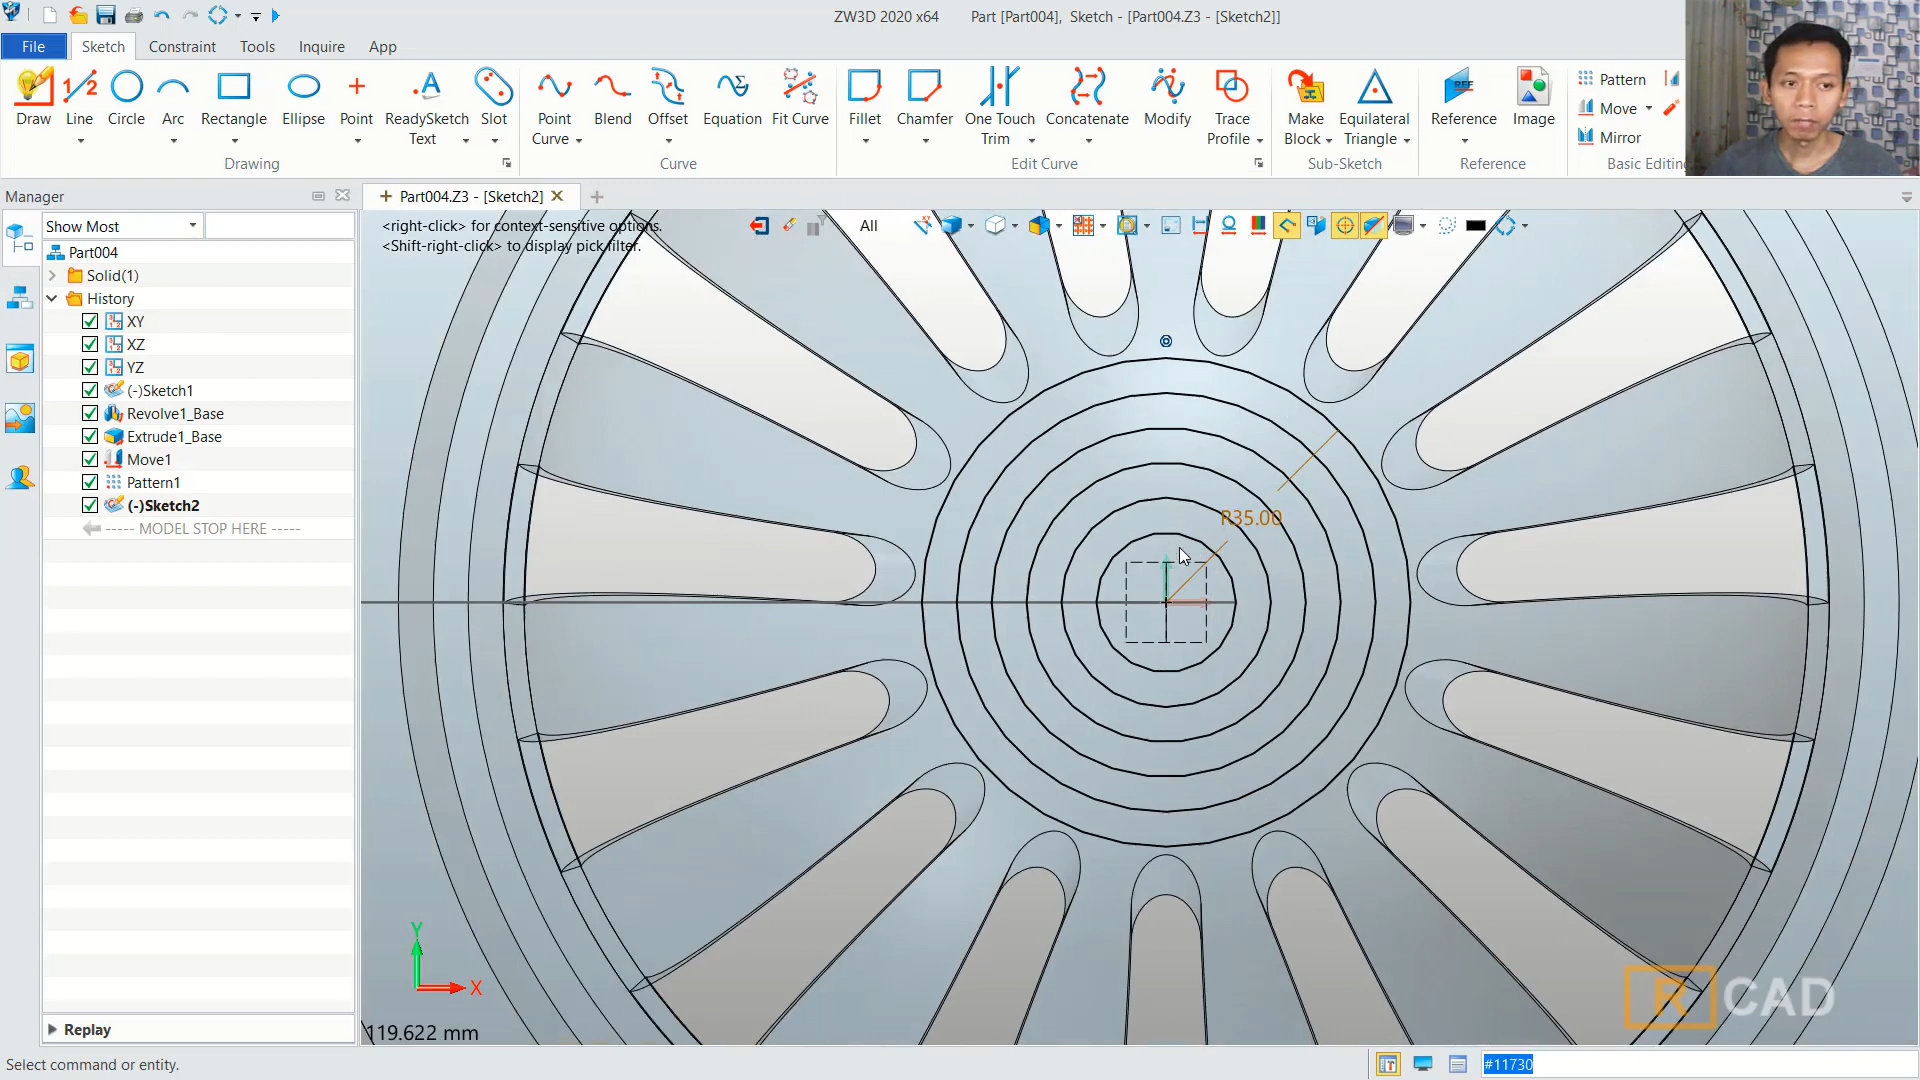 ZW3D 2020 x64 Part [Part004], Sketch - [Part004.Z3 - [Sketch2]]
File Sketch Constraint Tools Inquire App
Draw Line Circle Arc Rectangle Ellipse Point ReadySketch Text Slot
Point Curve Blend Offset Equation Fit Curve
Fillet Chamfer One Touch Trim Concatenate Modify Trace Profile
Make Block Equilateral Triangle
Reference Image
Pattern
Move
Mirror
Drawing Curve Edit Curve Sub-Sketch Reference Basic Editin
Manager
Part004.Z3 - [Sketch2]
Show Most
<right-click> for context-sensitive options.
<Shift-right-click> to display pick filter.
All
Part004
Solid(1)
History
XY
XZ
YZ
(-)Sketch1
Revolve1_Base
Extrude1_Base
Move1
Pattern1
(-)Sketch2
----- MODEL STOP HERE -----
R35.00
Y
X
R CAD
119.622 mm
Replay
Select command or entity.
#11730